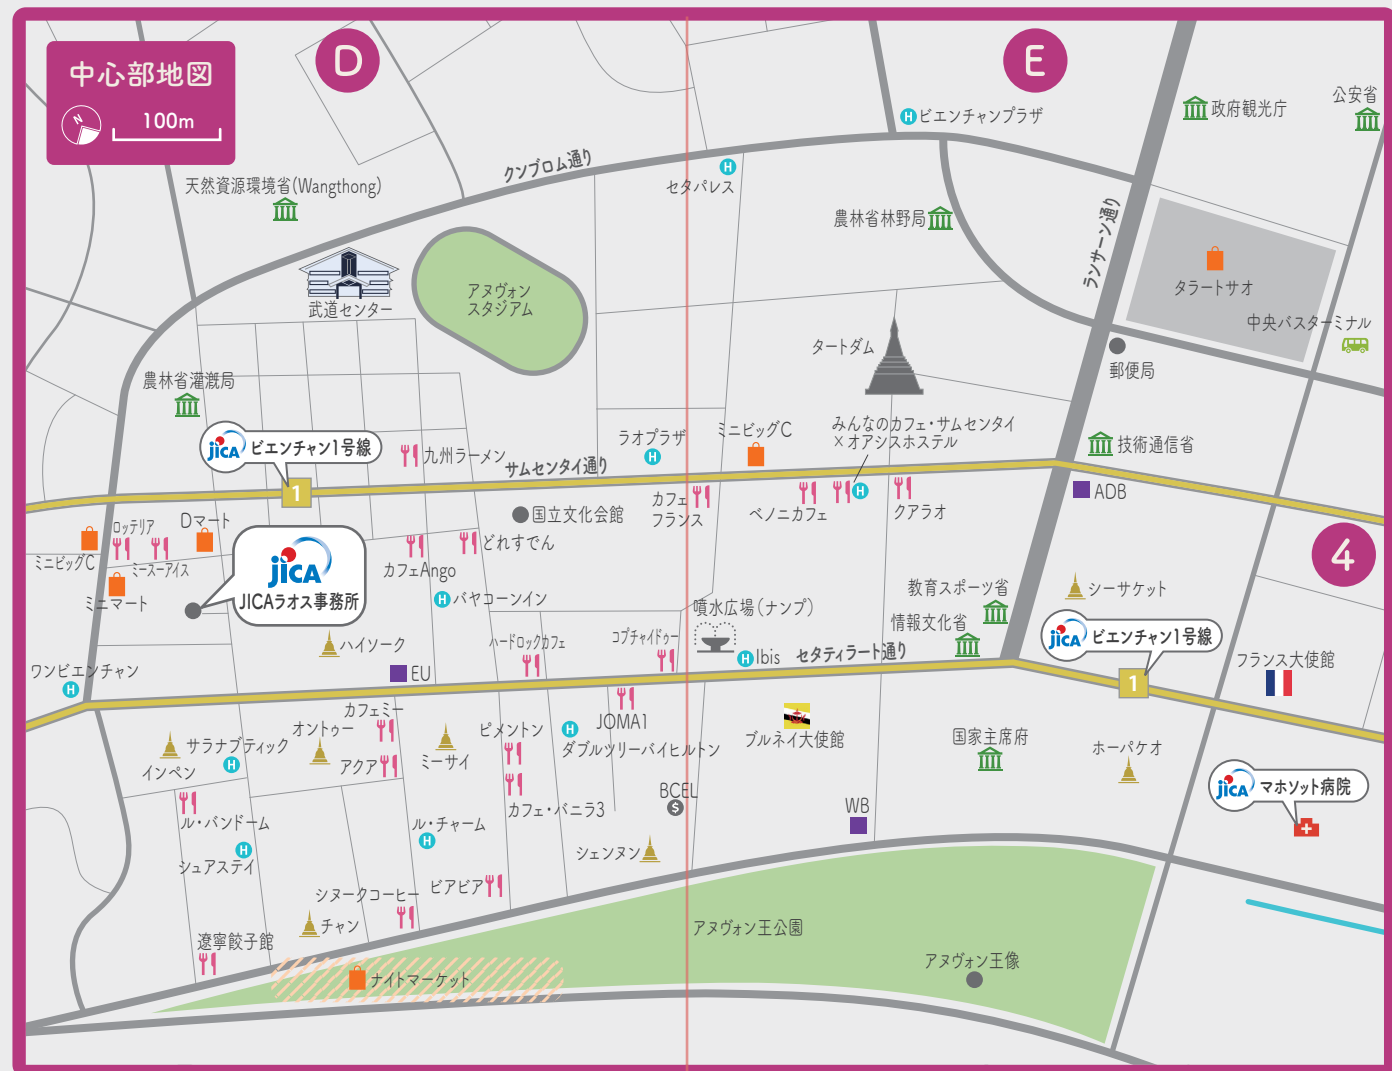 中心部地図
N
100m
D
E
4
公安省
政府観光庁
H ビエンチャンプラザ
クンブロム通り
天然資源環境省(Wangthong)
H
セタパレス
農林省林野局
ランサーン通り
タラートサオ
武道センター
アヌヴォン
スタジアム
中央バスターミナル
タートダム
郵便局
農林省灌漑局
みんなのカフェ・サムセンタイ
×オアシスホステル
ミニビッグC
ラオプラザ
H
技術通信省
JICA ビエンチャン1号線
九州ラーメン
サムセンタイ通り
1
カフェ
フランス
ベノニカフェ
H
クアラオ
ADB
国立文化会館
ロッテリア
Dマート
ミニビッグC
ミースーアイス
ミニマート
JICA
JICAラオス事務所
カフェAngo
どれすでん
H パヤコーンイン
教育スポーツ省
シーサケット
噴水広場(ナンプ)
情報文化省
JICA ビエンチャン1号線
1
ハイソーク
ハードロックカフェ
コプチャイドゥー
H Ibis
セタティラート通り
フランス大使館
ワンビエンチャン
H
EU
カフェミー
JOMA1
オントゥー
ピメントン
H
ダブルツリーバイヒルトン
ブルネイ大使館
国家主席府
ホーパケオ
サラナブティック
H
インペン
アクア
ミーサイ
カフェ・バニラ3
BCEL
$
WB
JICA マホソット病院
ル・バンドーム
H
シュアステイ
ル・チャーム
H
シェンヌン
シヌークコーヒー
ビアビア
チャン
遼寧餃子館
アヌヴォン王公園
ナイトマーケット
アヌヴォン王像